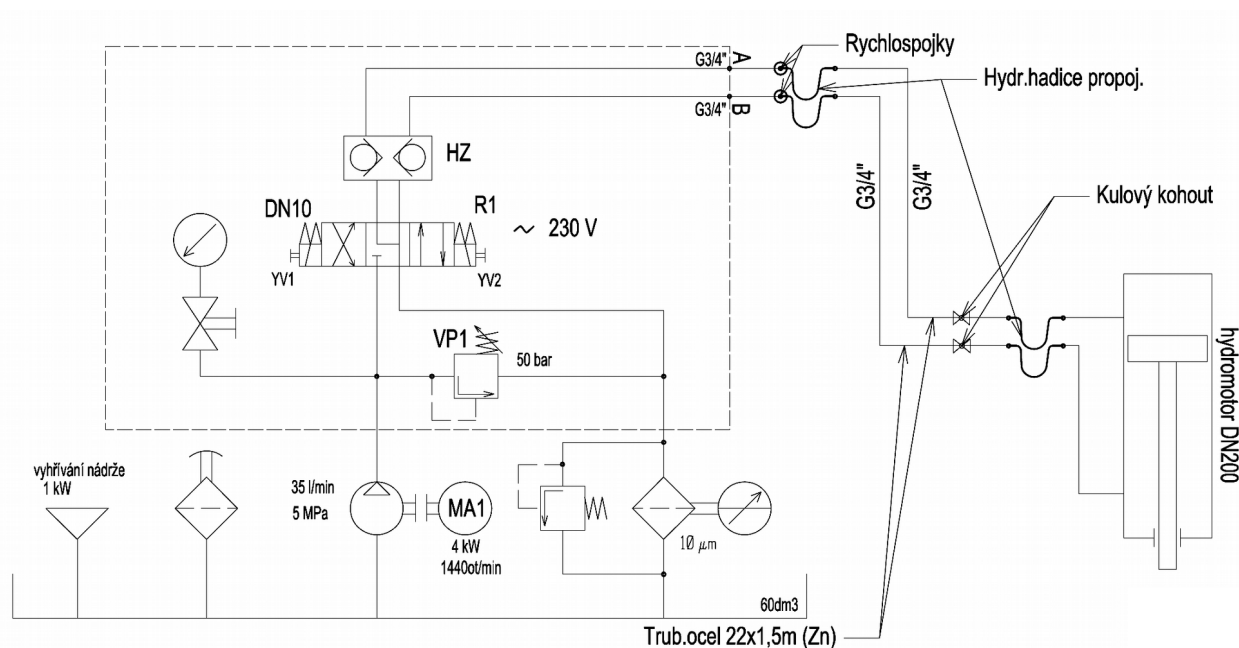 Rychlospojky
G3/4" A
Hydr.hadice propoj.
G3/4" B
HZ
G3/4"
G3/4"
DN10
R1
~ 230 V
Kulový kohout
YV1
YV2
VP1
50 bar
hydromotor DN200
vyhřívání nádrže
1 kW
35 l/min
5 MPa
MA1
4 kW
1440ot/min
10 µm
60dm3
Trub.ocel 22x1,5m (Zn)